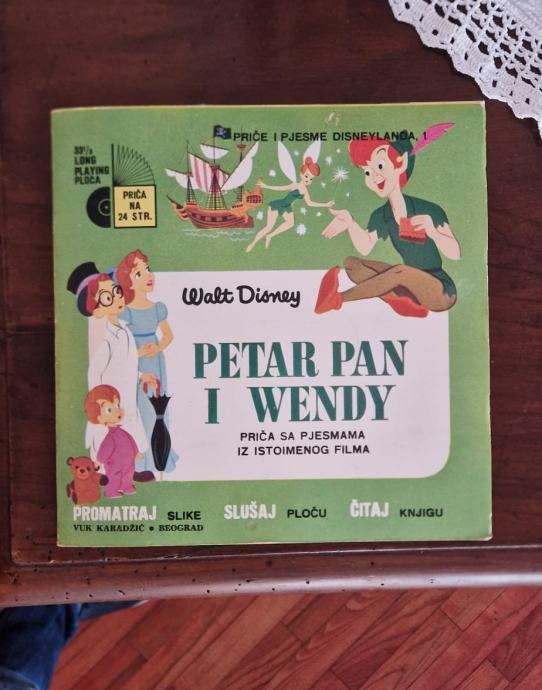 PRIČE I PJESME DISNEYLANDA, 1
33⅓
LONG
PLAYING
PLOČA
PRIČA
NA
24 STR.
Walt Disney
PETAR PAN
I WENDY
PRIČA SA PJESMAMA
IZ ISTOIMENOG FILMA
PROMATRAJ SLIKE SLUŠAJ PLOČU ČITAJ KNJIGU
VUK KARADŽIĆ • BEOGRAD